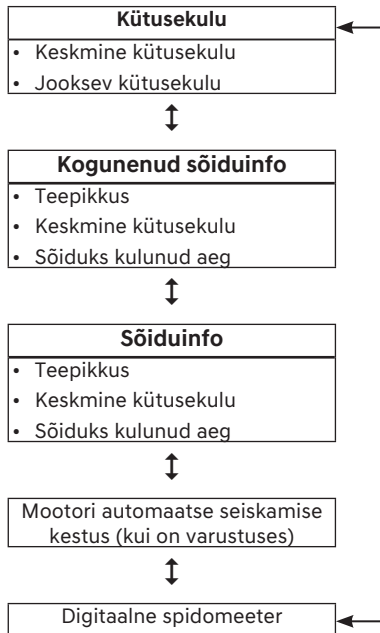 Kütusekulu
• Keskmine kütusekulu
• Jooksev kütusekulu
Kogunenud sõiduinfo
• Teepikkus
• Keskmine kütusekulu
• Sõiduks kulunud aeg
Sõiduinfo
• Teepikkus
• Keskmine kütusekulu
• Sõiduks kulunud aeg
Mootori automaatse seiskamise
kestus (kui on varustuses)
Digitaalne spidomeeter